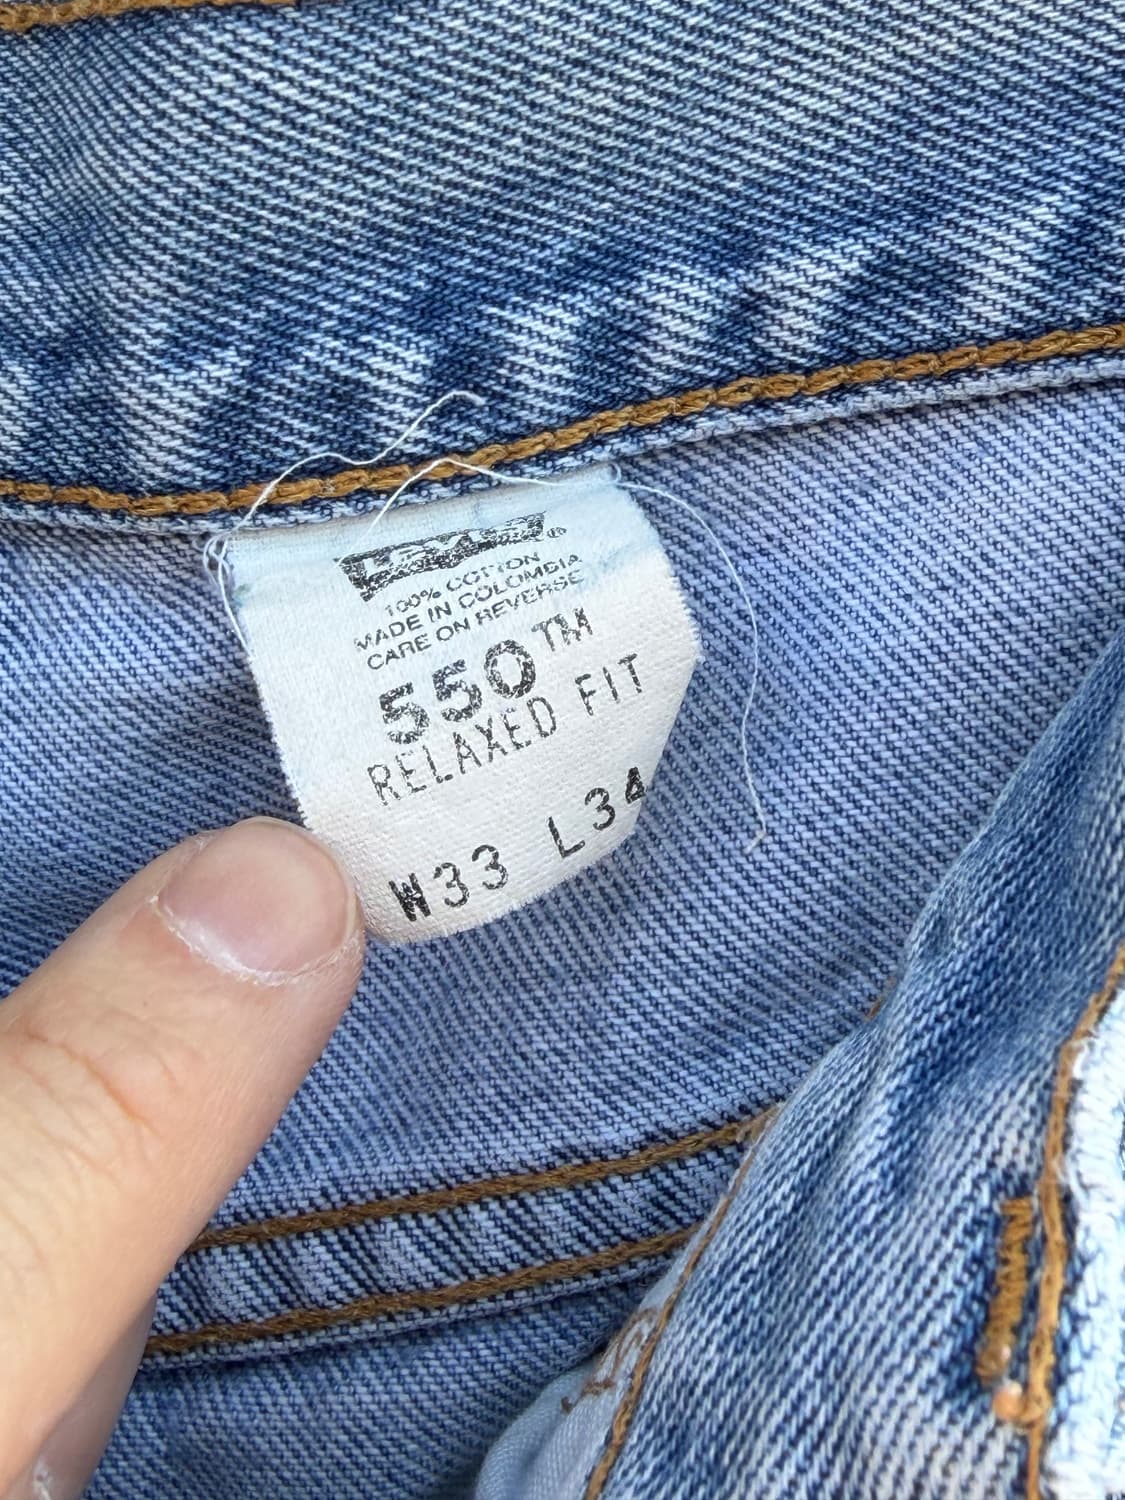 Levi's®
100% COTTON
MADE IN COLOMBIA
CARE ON REVERSE
550™
RELAXED FIT
W33 L34